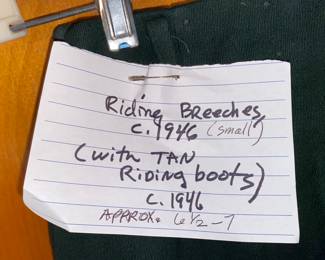 Riding Breeches
c. 1946 (small)
(with TAN
Riding boots)
c. 1946
APPROX. 6 1/2 - 7